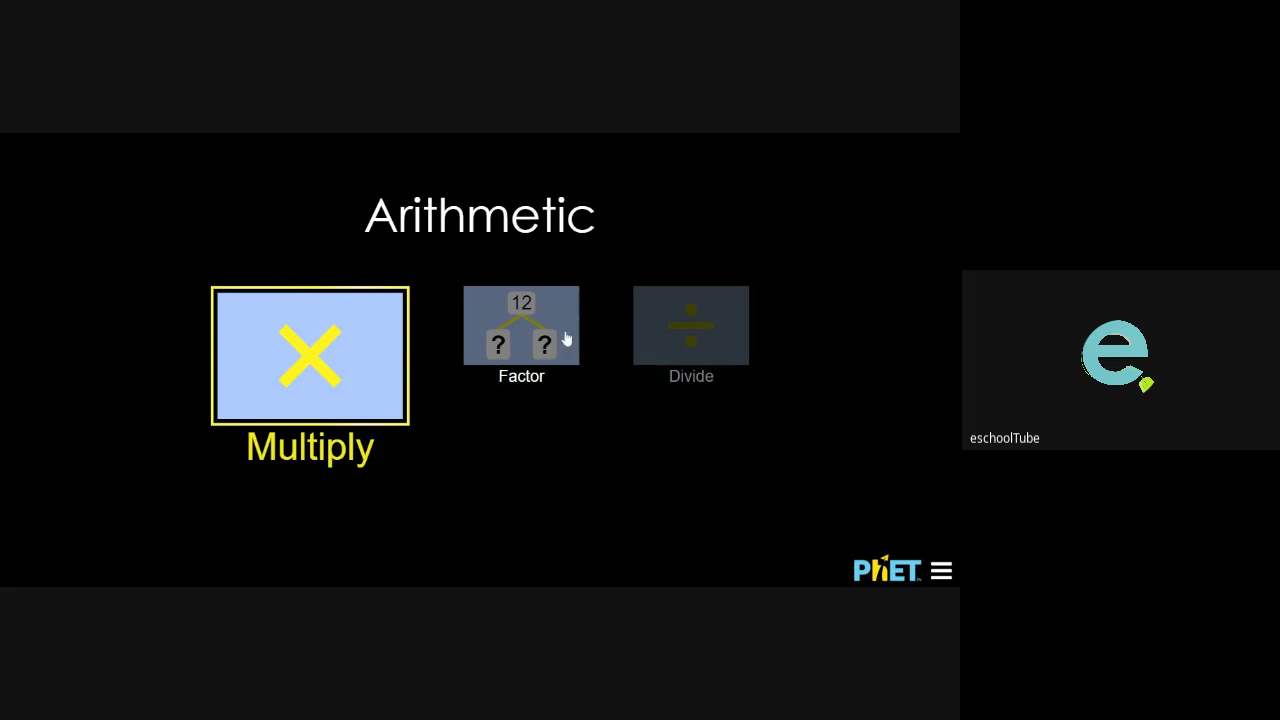 Arithmetic
12
? ?
Multiply
Factor
Divide
eschoolTube
PhET
e